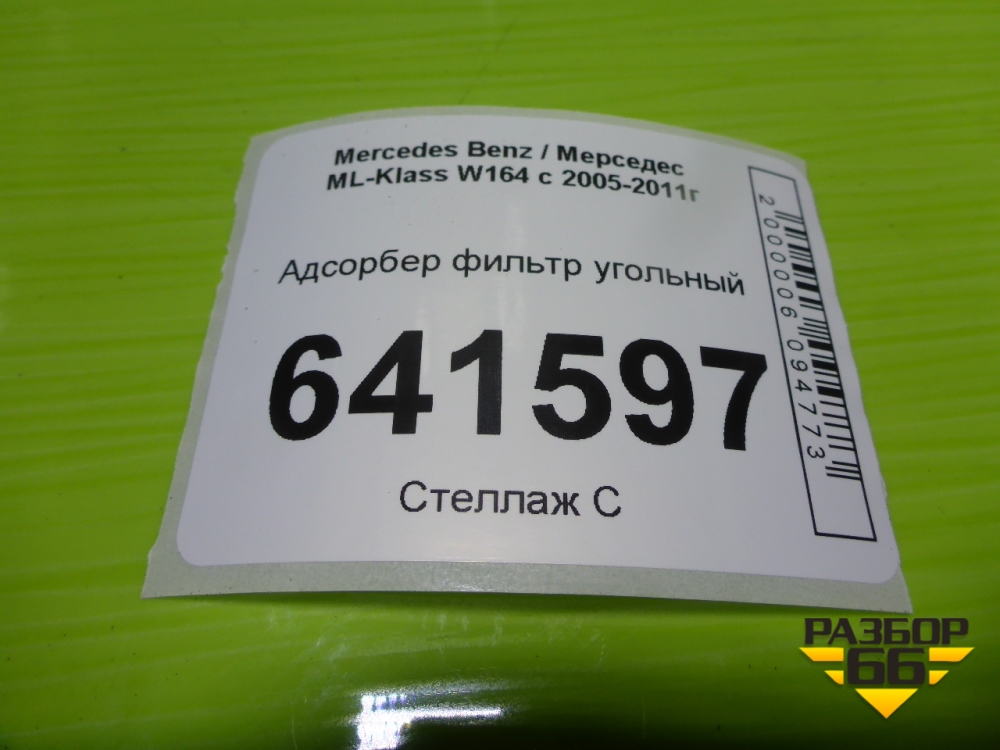 Mercedes Benz / Мерседес
ML-Klass W164 с 2005-2011г
Адсорбер фильтр угольный
641597
Стеллаж С
2000006094773
РАЗБОР
66